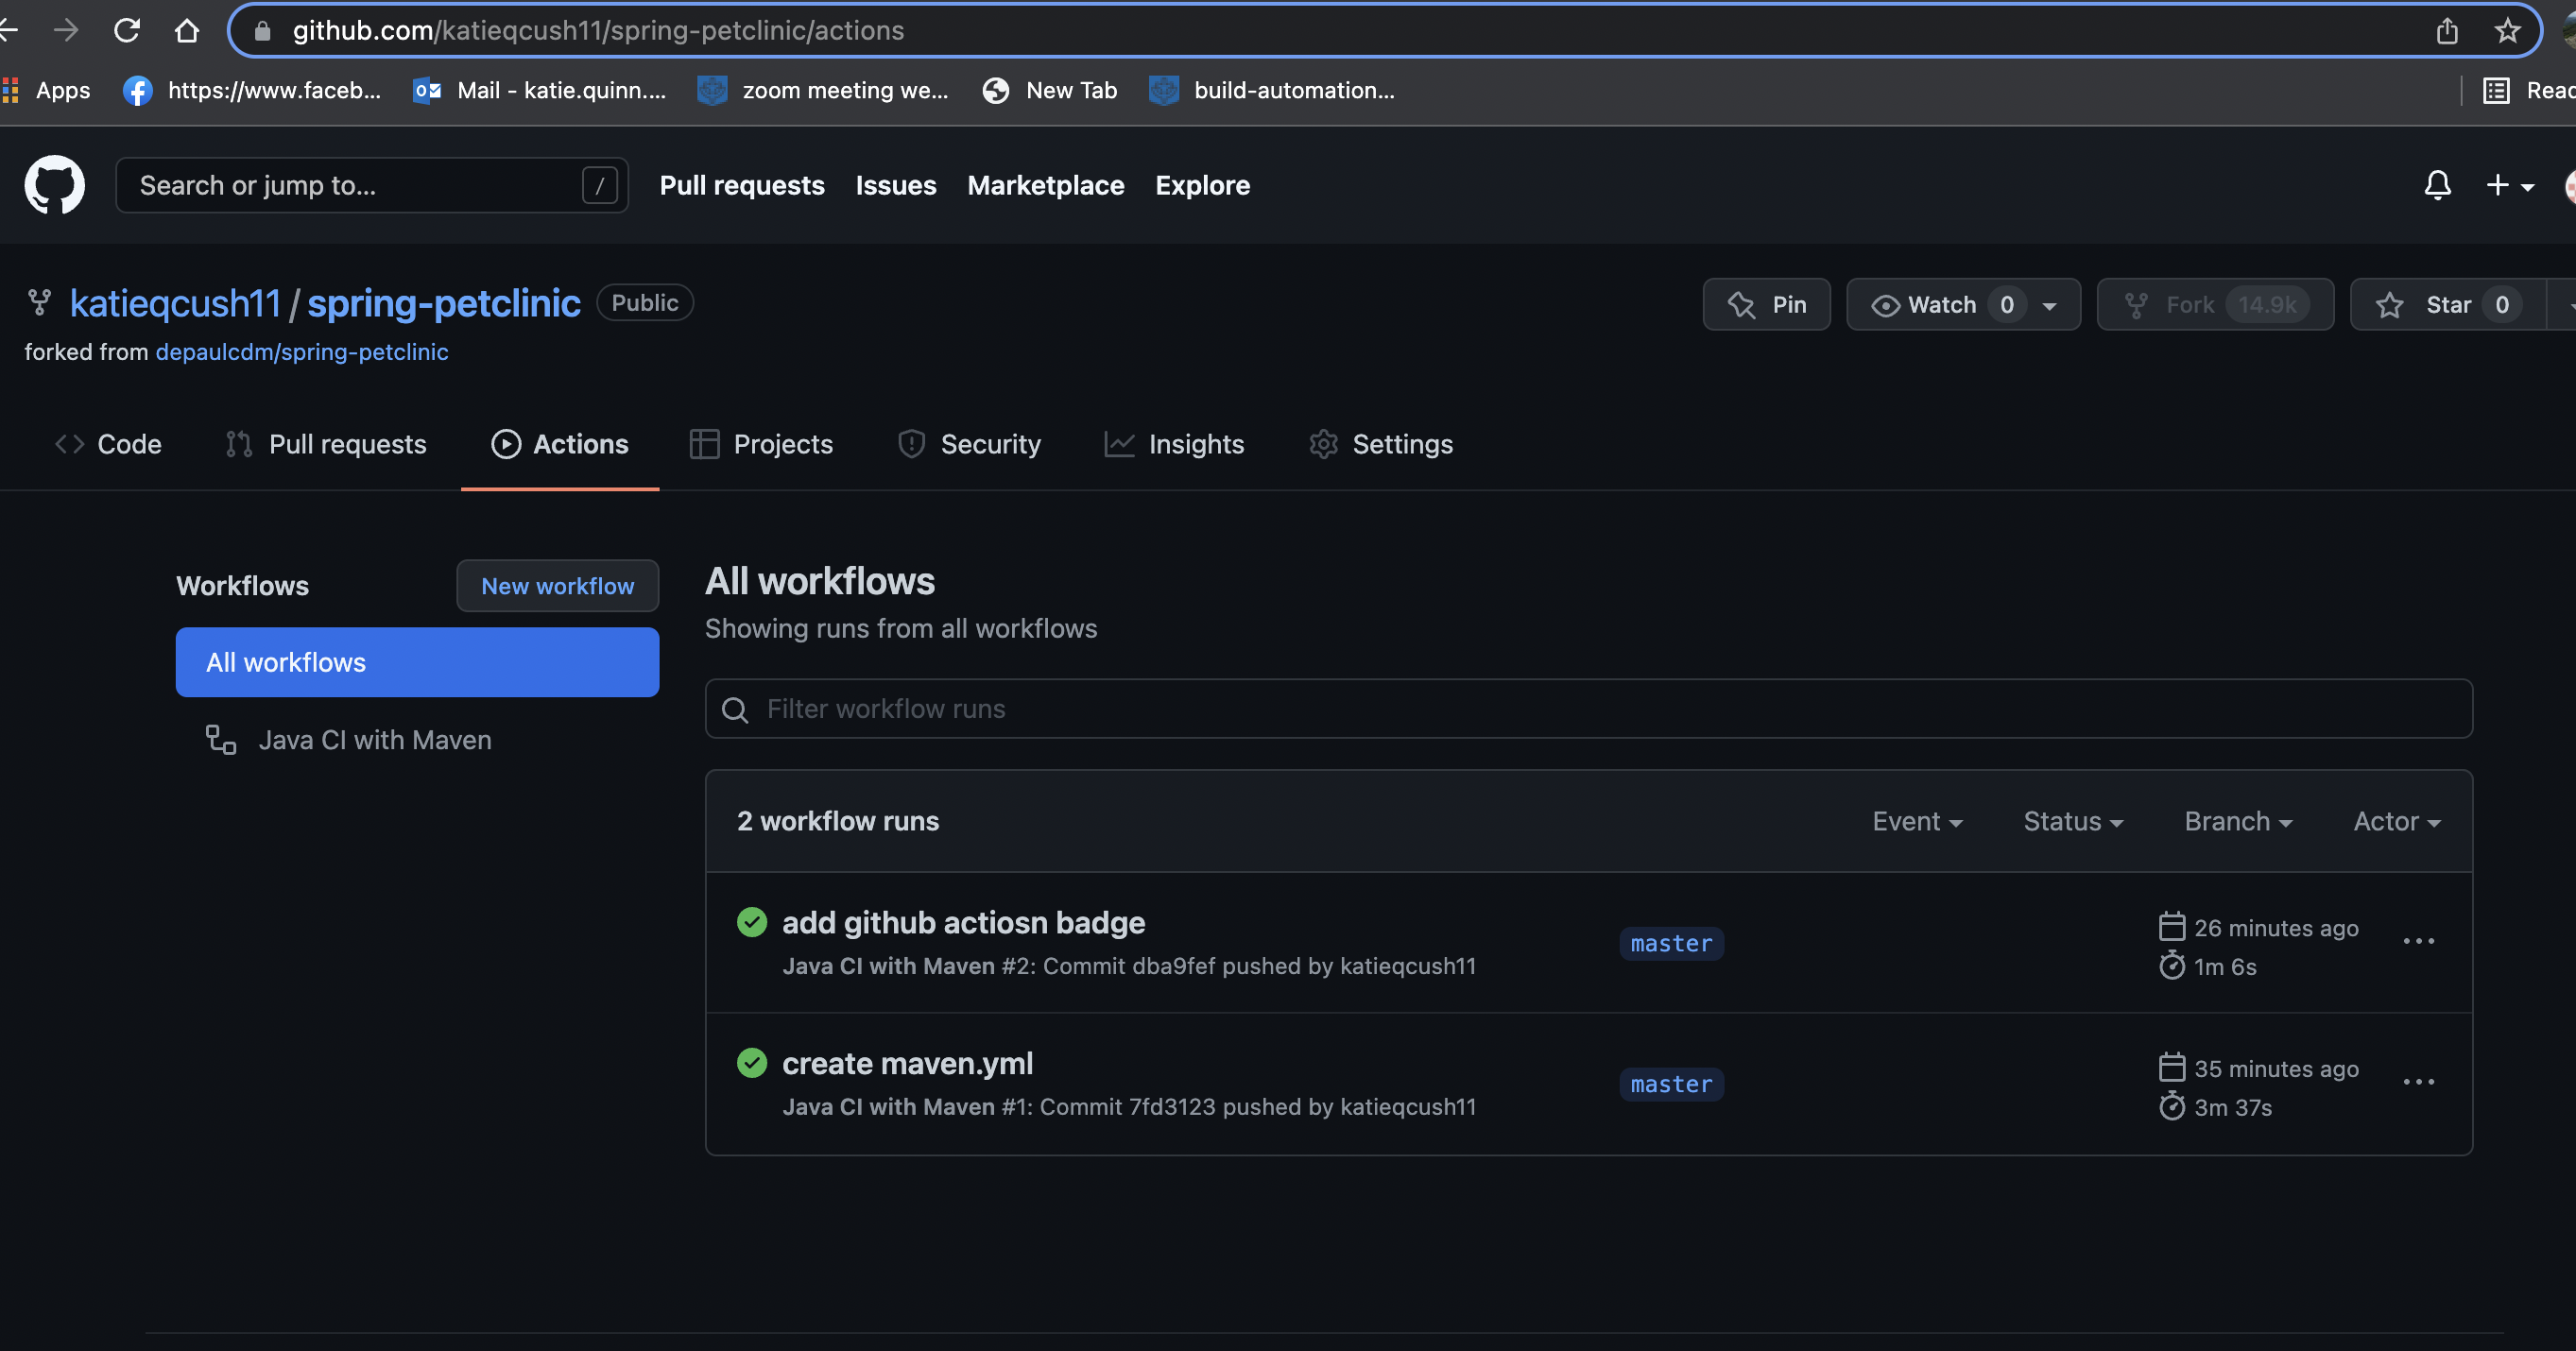 github.com/katieqcush11/spring-petclinic/actions
Apps https://www.faceb... Mail - katie.quinn.... zoom meeting we... New Tab build-automation...
Search or jump to... / Pull requests Issues Marketplace Explore
katieqcush11 / spring-petclinic Public Pin Watch 0 Fork 14.9k Star 0
forked from depaulcdm/spring-petclinic
Code Pull requests Actions Projects Security Insights Settings
Workflows New workflow
All workflows
Java CI with Maven
All workflows
Showing runs from all workflows
Filter workflow runs
2 workflow runs Event Status Branch Actor
add github actiosn badge
Java CI with Maven #2: Commit dba9fef pushed by katieqcush11
master
26 minutes ago
1m 6s
create maven.yml
Java CI with Maven #1: Commit 7fd3123 pushed by katieqcush11
master
35 minutes ago
3m 37s